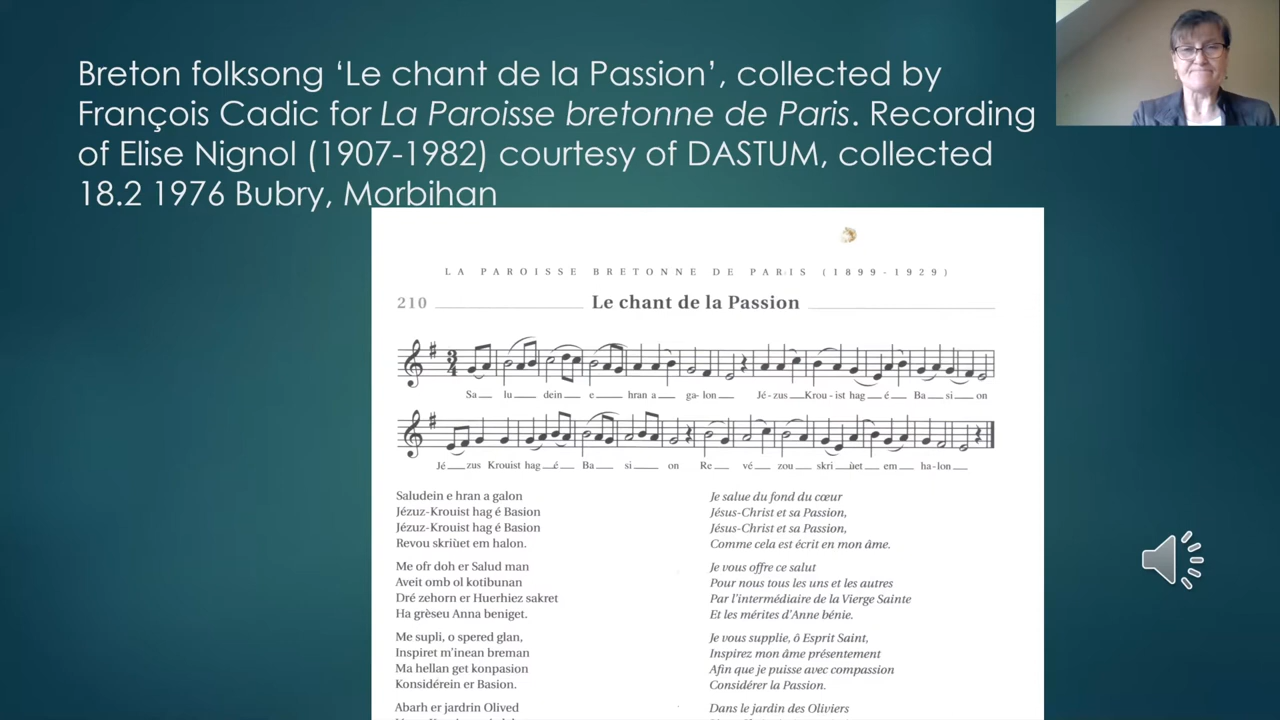 Breton folksong ‘Le chant de la Passion’, collected by
François Cadic for La Paroisse bretonne de Paris. Recording
of Elise Nignol (1907-1982) courtesy of DASTUM, collected
18.2 1976 Bubry, Morbihan
LA PAROISSE BRETONNE DE PARIS (1899-1929)
210 Le chant de la Passion
3
4
Sa lu dein e hran a ga- lon Jé - zus Krou - ist hag é Ba si on
Jé zus Krouist hag é Ba si on Re vé zou skri ùet em ha - lon
Saludein e hran a galon
Jézuz-Krouist hag é Basion
Jézuz-Krouist hag é Basion
Revou skriùet em halon.
Me ofr doh er Salud man
Aveit omb ol kotibunan
Dré zehorn er Huerhiez sakret
Ha grèseu Anna beniget.
Me supli, o spered glan,
Inspiret m'inean breman
Ma hellan get konpasion
Konsidérein er Basion.
Abarh er jardrin Olived
Je salue du fond du cœur
Jésus-Christ et sa Passion,
Jésus-Christ et sa Passion,
Comme cela est écrit en mon âme.
Je vous offre ce salut
Pour nous tous les uns et les autres
Par l'intermédiaire de la Vierge Sainte
Et les mérites d'Anne bénie.
Je vous supplie, ô Esprit Saint,
Inspirez mon âme présentement
Afin que je puisse avec compassion
Considérer la Passion.
Dans le jardin des Oliviers